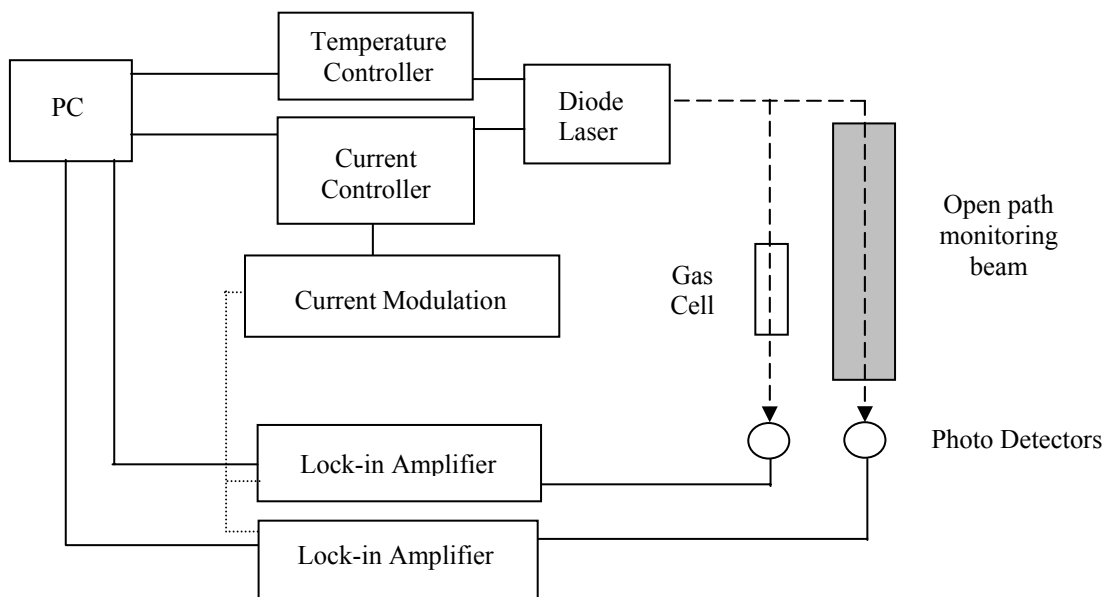 Temperature
Controller
PC
Diode
Laser
Current
Controller
Open path
monitoring
beam
Gas
Cell
Current Modulation
Photo Detectors
Lock-in Amplifier
Lock-in Amplifier